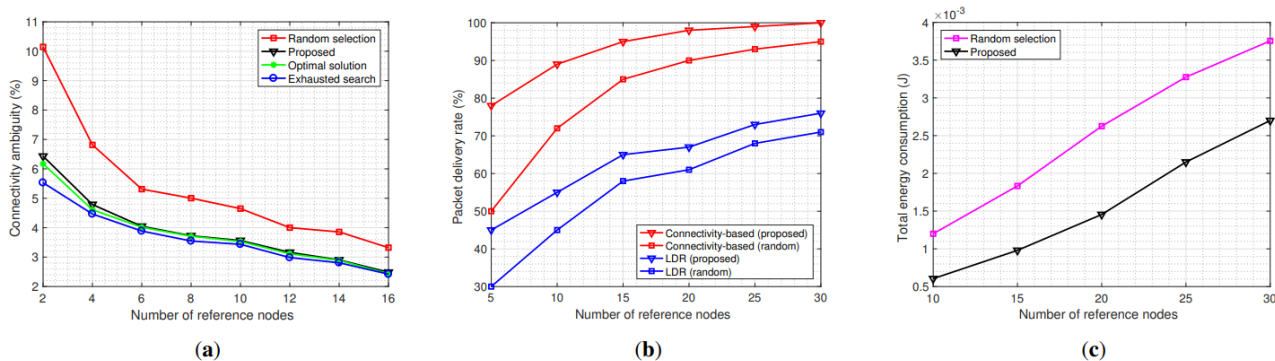 11
10
9
8
7
6
5
4
3
2
2 4 6 8 10 12 14 16
Connectivity ambiguity (%)
Number of reference nodes
Random selection
Proposed
Optimal solution
Exhausted search
(a)
100
90
80
70
60
50
40
30
5 10 15 20 25 30
Packet delivery rate (%)
Number of reference nodes
Connectivity-based (proposed)
Connectivity-based (random)
LDR (proposed)
LDR (random)
(b)
×10⁻³
4
3.5
3
2.5
2
1.5
1
0.5
10 15 20 25 30
Total energy consumption (J)
Number of reference nodes
Random selection
Proposed
(c)